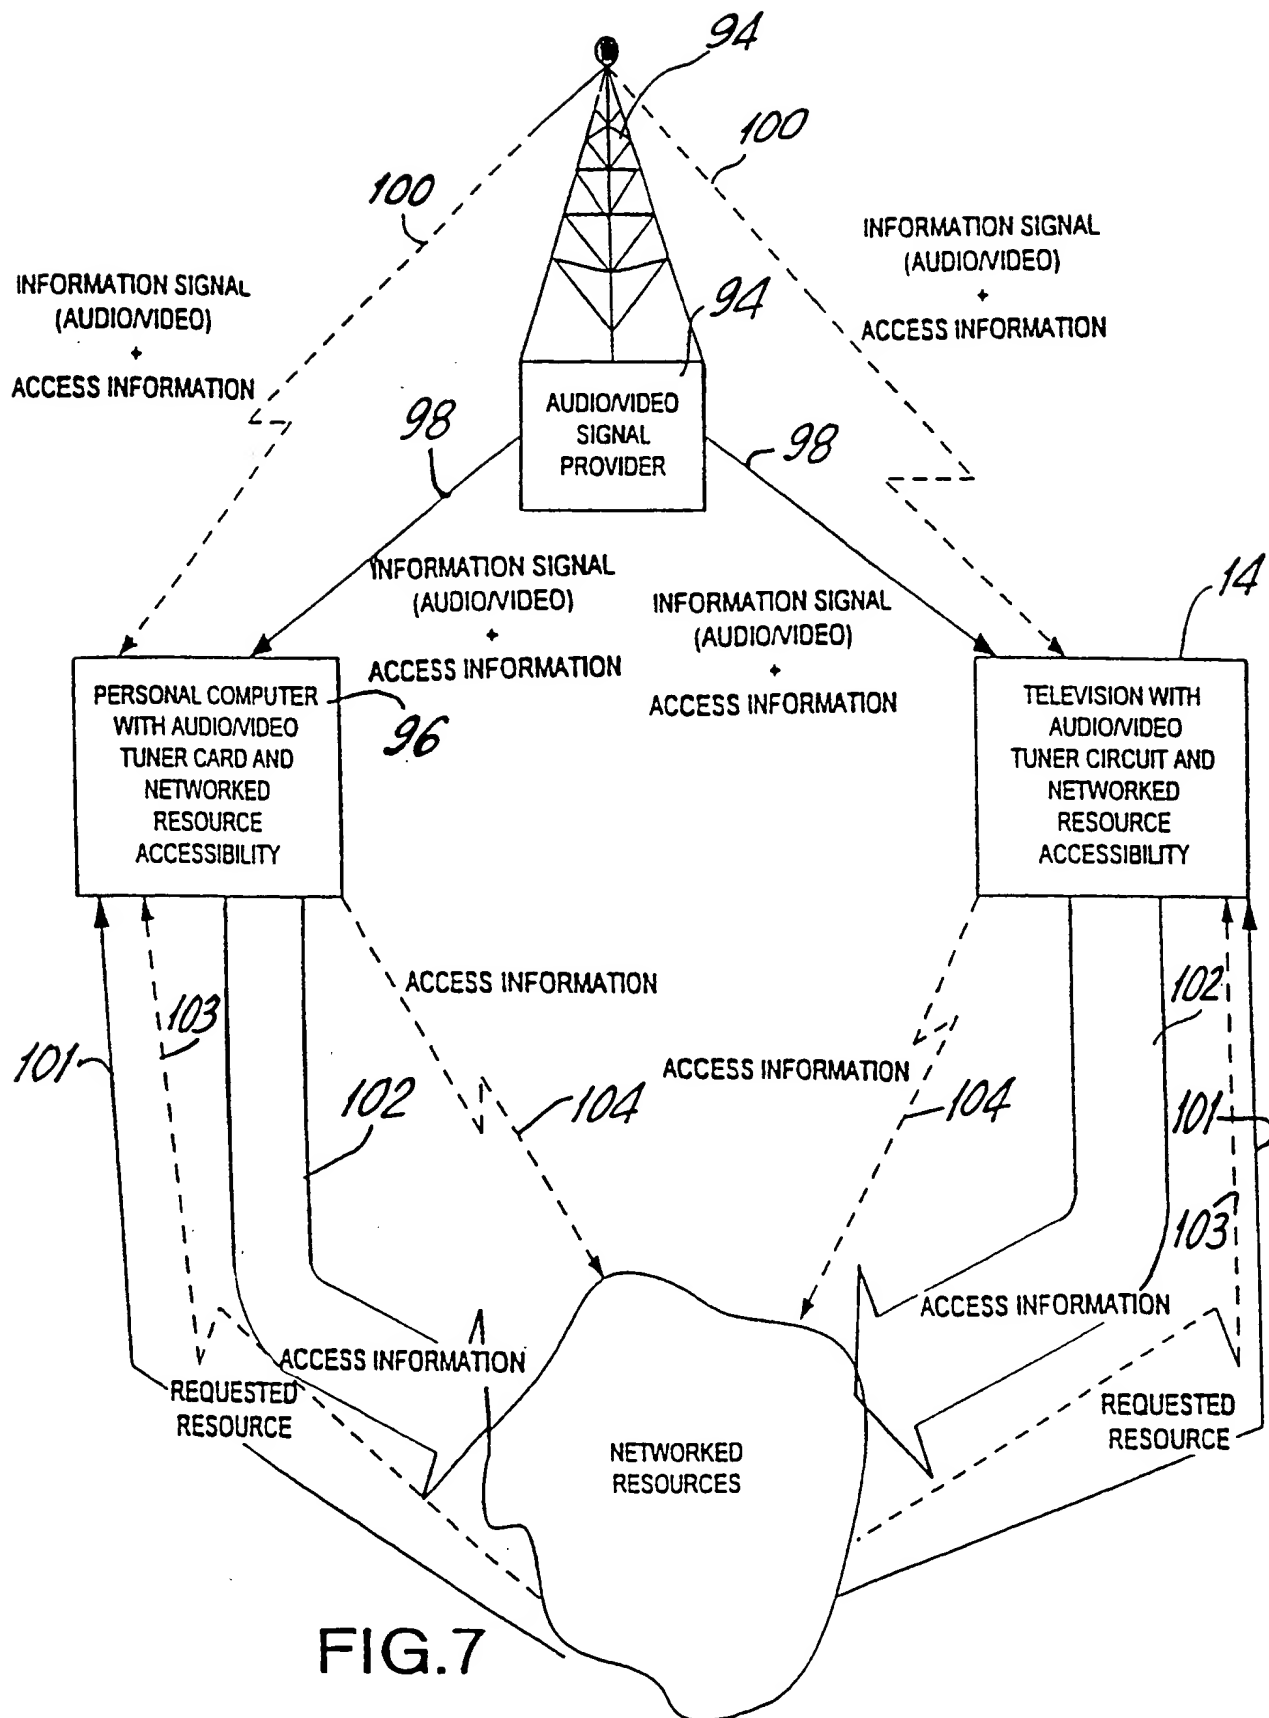 94
100
100
INFORMATION SIGNAL
(AUDIO/VIDEO)
+
ACCESS INFORMATION
INFORMATION SIGNAL
(AUDIO/VIDEO)
+
ACCESS INFORMATION
94
AUDIO/VIDEO
SIGNAL
PROVIDER
98
98
INFORMATION SIGNAL
(AUDIO/VIDEO)
+
ACCESS INFORMATION
INFORMATION SIGNAL
(AUDIO/VIDEO)
+
ACCESS INFORMATION
14
PERSONAL COMPUTER
WITH AUDIO/VIDEO
TUNER CARD AND
NETWORKED
RESOURCE
ACCESSIBILITY
96
TELEVISION WITH
AUDIO/VIDEO
TUNER CIRCUIT AND
NETWORKED
RESOURCE
ACCESSIBILITY
ACCESS INFORMATION
102
103
101
ACCESS INFORMATION
102
104
104
101
103
ACCESS INFORMATION
ACCESS INFORMATION
REQUESTED
RESOURCE
REQUESTED
RESOURCE
NETWORKED
RESOURCES
FIG.7